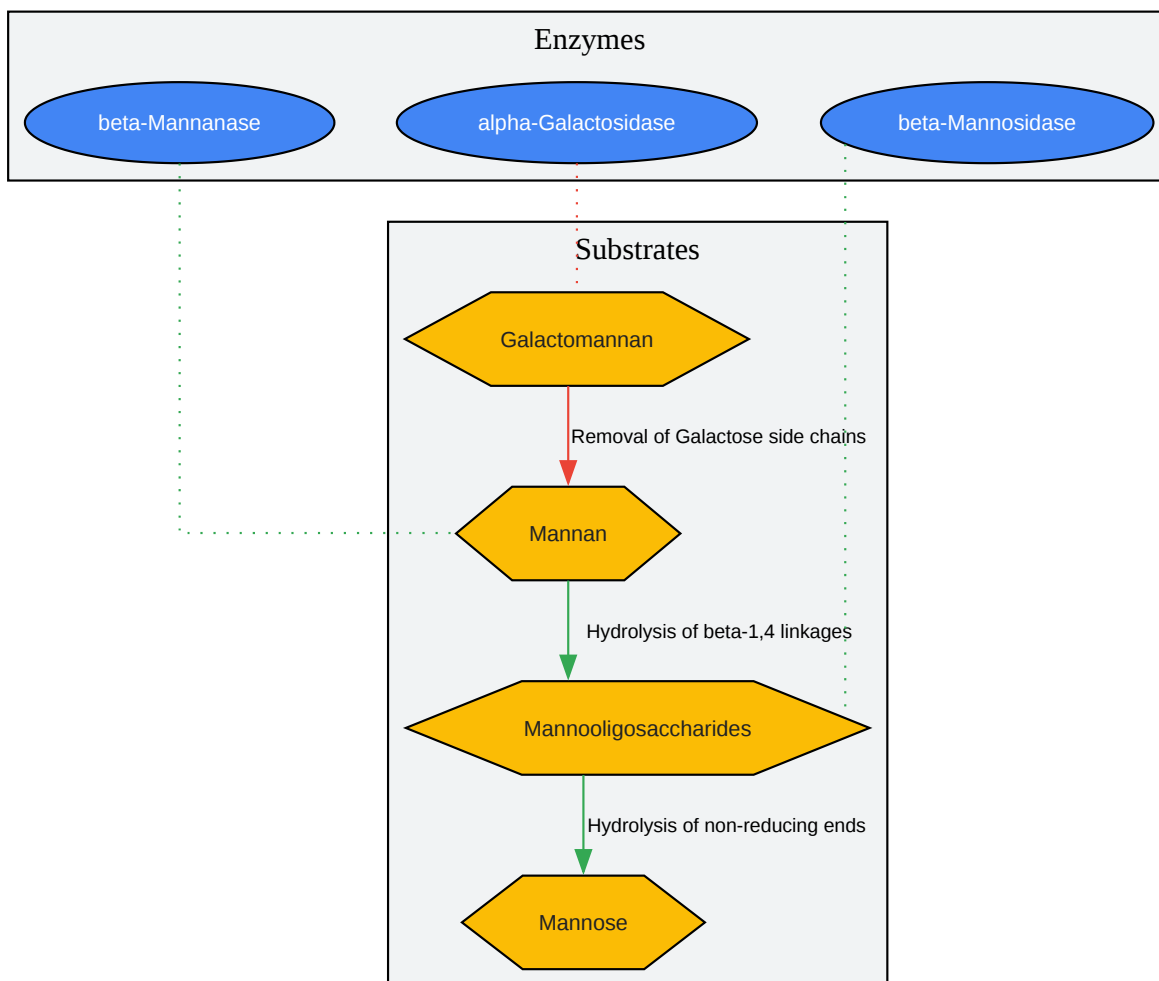 Enzymes
beta-Mannanase
alpha-Galactosidase
beta-Mannosidase
Substrates
Galactomannan
Removal of Galactose side chains
Mannan
Hydrolysis of beta-1,4 linkages
Mannooligosaccharides
Hydrolysis of non-reducing ends
Mannose